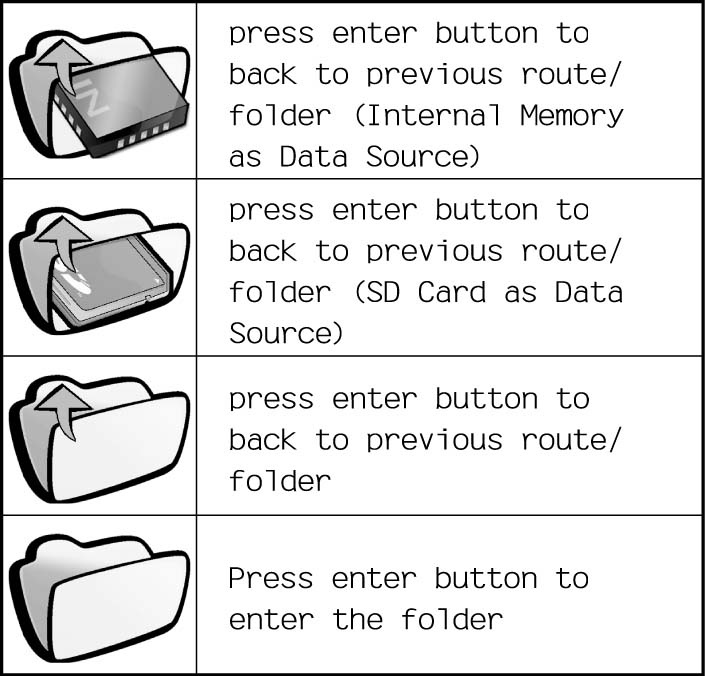 press enter button to
back to previous route/
folder (Internal Memory
as Data Source)
press enter button to
back to previous route/
folder (SD Card as Data
Source)
press enter button to
back to previous route/
folder
Press enter button to
enter the folder